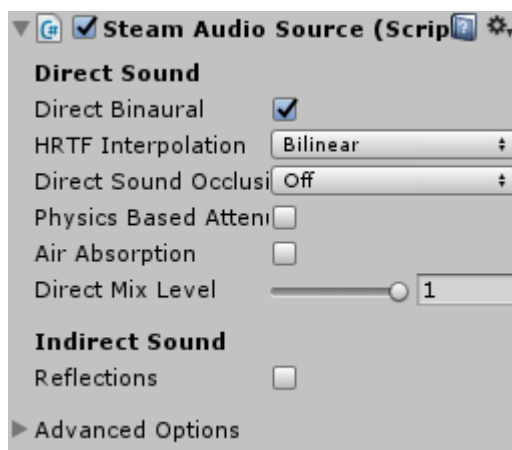 Steam Audio Source (Scrip
Direct Sound
Direct Binaural
HRTF Interpolation Bilinear
Direct Sound Occlusi Off
Physics Based Attenu
Air Absorption
Direct Mix Level 1
Indirect Sound
Reflections
Advanced Options